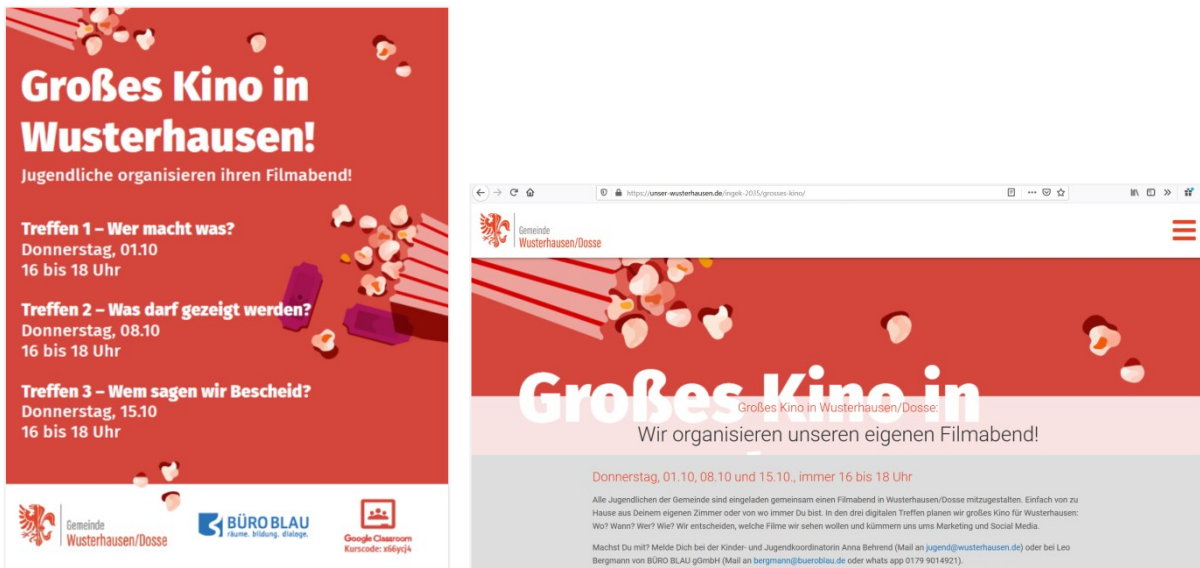 Großes Kino in
Wusterhausen!
Jugendliche organisieren ihren Filmabend!
Treffen 1 – Wer macht was?
Donnerstag, 01.10
16 bis 18 Uhr
Treffen 2 – Was darf gezeigt werden?
Donnerstag, 08.10
16 bis 18 Uhr
Treffen 3 – Wem sagen wir Bescheid?
Donnerstag, 15.10
16 bis 18 Uhr
Gemeinde
Wusterhausen/Dosse
BÜRO BLAU
räume. bildung. dialoge.
Google Classroom
Kurscode: x66ycj4
https://unser-wusterhausen.de/ingek-2035/grosses-kino/
Gemeinde
Wusterhausen/Dosse
Großes Kino in
Großes Kino in Wusterhausen/Dosse:
Wir organisieren unseren eigenen Filmabend!
Donnerstag, 01.10, 08.10 und 15.10., immer 16 bis 18 Uhr
Alle Jugendlichen der Gemeinde sind eingeladen gemeinsam einen Filmabend in Wusterhausen/Dosse mitzugestalten. Einfach von zu
Hause aus Deinem eigenen Zimmer oder von wo immer Du bist. In den drei digitalen Treffen planen wir großes Kino für Wusterhausen:
Wo? Wann? Wer? Wie? Wir entscheiden, welche Filme wir sehen wollen und kümmern uns ums Marketing und Social Media.
Machst Du mit? Melde Dich bei der Kinder- und Jugendkoordinatorin Anna Behrend (Mail an jugend@wusterhausen.de) oder bei Leo
Bergmann von BÜRO BLAU gGmbH (Mail an bergmann@bueroblau.de oder whats app 0179 9014921).